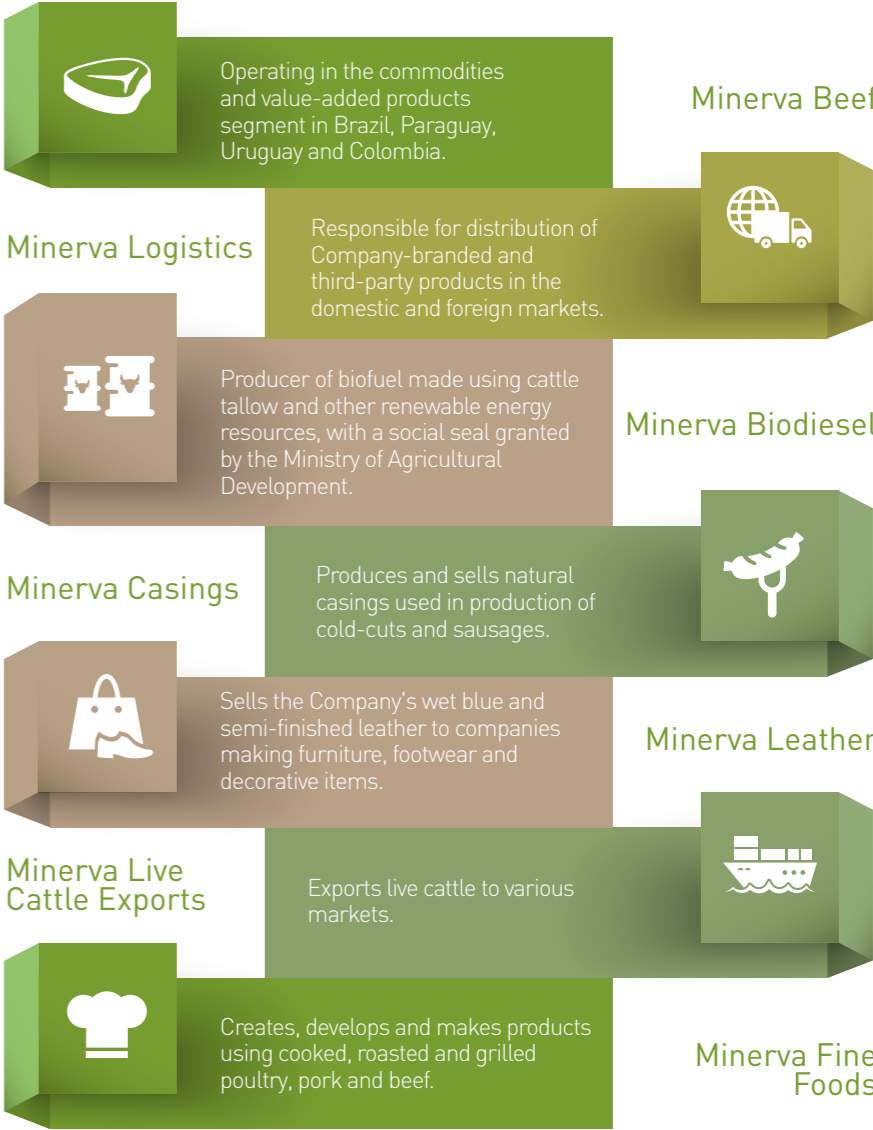 Operating in the commodities
and value-added products
segment in Brazil, Paraguay,
Uruguay and Colombia.
Minerva Beef
Minerva Logistics
Responsible for distribution of
Company-branded and
third-party products in the
domestic and foreign markets.
Producer of biofuel made using cattle
tallow and other renewable energy
resources, with a social seal granted
by the Ministry of Agricultural
Development.
Minerva Biodiesel
Minerva Casings
Produces and sells natural
casings used in production of
cold-cuts and sausages.
Sells the Company's wet blue and
semi-finished leather to companies
making furniture, footwear and
decorative items.
Minerva Leather
Minerva Live
Cattle Exports
Exports live cattle to various
markets.
Creates, develops and makes products
using cooked, roasted and grilled
poultry, pork and beef.
Minerva Fine
Foods